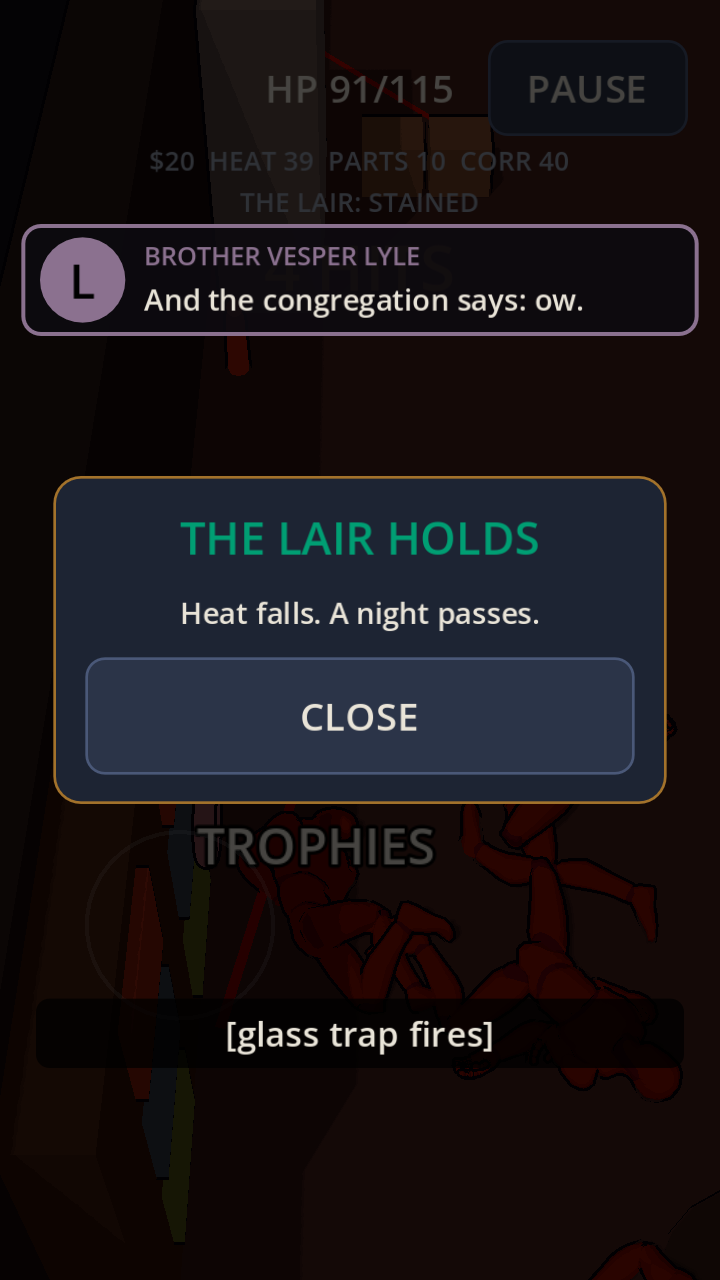 HP 91/115
PAUSE
$20 HEAT 39 PARTS 10 CORR 40
THE LAIR: STAINED
L
BROTHER VESPER LYLE
And the congregation says: ow.
THE LAIR HOLDS
Heat falls. A night passes.
CLOSE
TROPHIES
[glass trap fires]